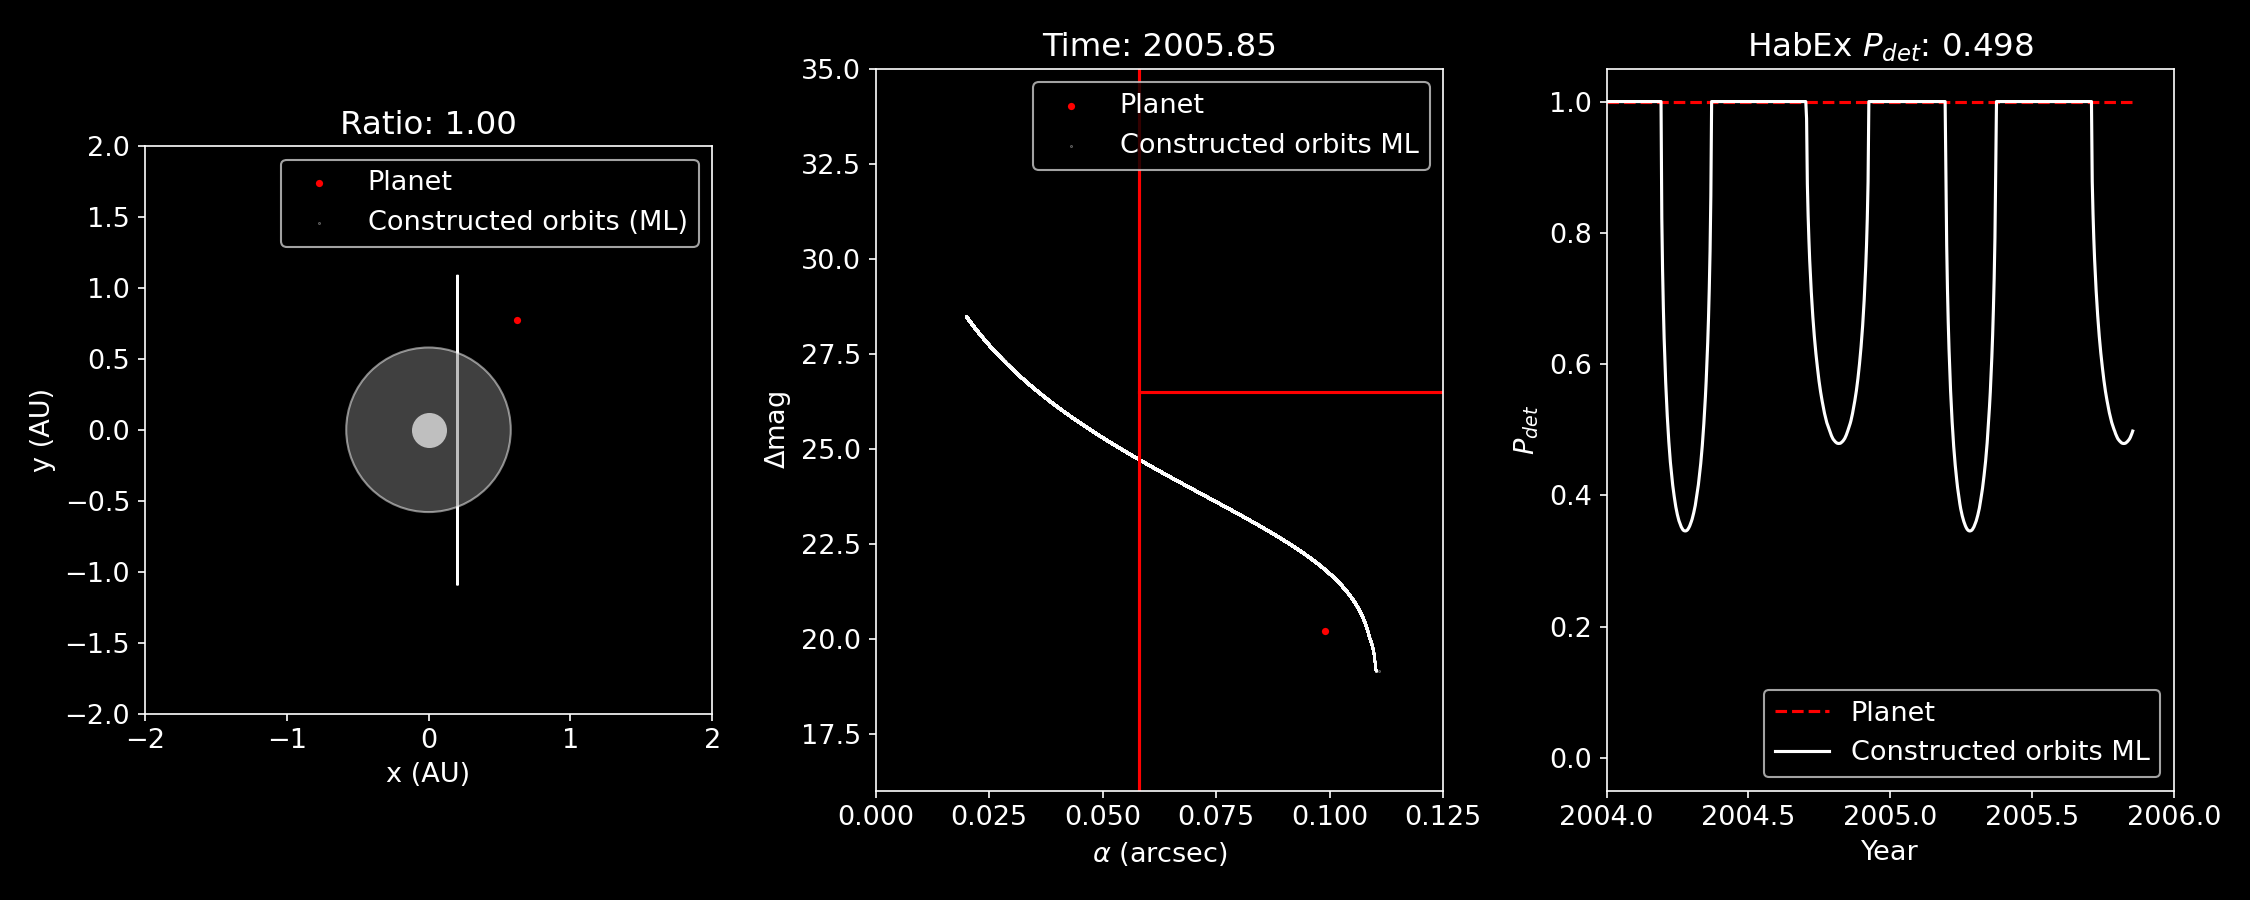 Ratio: 1.00
2.0
1.5
1.0
0.5
0.0
−0.5
−1.0
−1.5
−2.0
y (AU)
Planet
Constructed orbits (ML)
−2 −1 0 1 2
x (AU)
Time: 2005.85
35.0
32.5
30.0
27.5
25.0
22.5
20.0
17.5
Δmag
Planet
Constructed orbits ML
0.000 0.025 0.050 0.075 0.100 0.125
α (arcsec)
HabEx P_det: 0.498
1.0
0.8
0.6
0.4
0.2
0.0
P_det
Planet
Constructed orbits ML
2004.0 2004.5 2005.0 2005.5 2006.0
Year